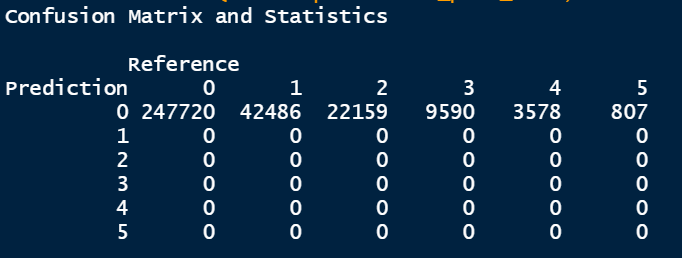 Confusion Matrix and Statistics
Reference
Prediction 0 1 2 3 4 5
0 247720 42486 22159 9590 3578 807
1 0 0 0 0 0 0
2 0 0 0 0 0 0
3 0 0 0 0 0 0
4 0 0 0 0 0 0
5 0 0 0 0 0 0